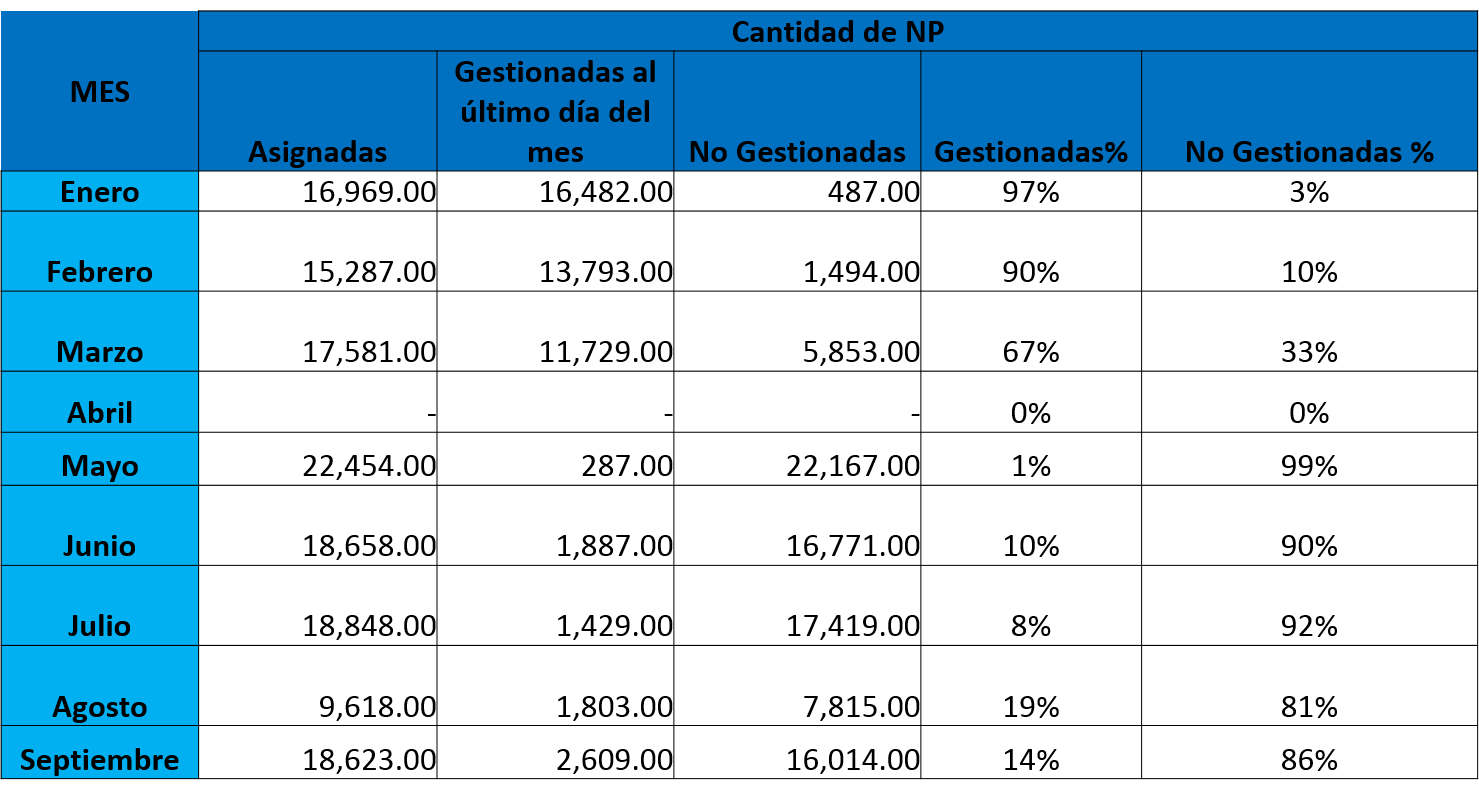 Cantidad de NP
MES
Asignadas
Gestionadas al
último día del
mes
No Gestionadas
Gestionadas%
No Gestionadas %
Enero 16,969.00 16,482.00 487.00 97% 3%
Febrero 15,287.00 13,793.00 1,494.00 90% 10%
Marzo 17,581.00 11,729.00 5,853.00 67% 33%
Abril - - - 0% 0%
Mayo 22,454.00 287.00 22,167.00 1% 99%
Junio 18,658.00 1,887.00 16,771.00 10% 90%
Julio 18,848.00 1,429.00 17,419.00 8% 92%
Agosto 9,618.00 1,803.00 7,815.00 19% 81%
Septiembre 18,623.00 2,609.00 16,014.00 14% 86%